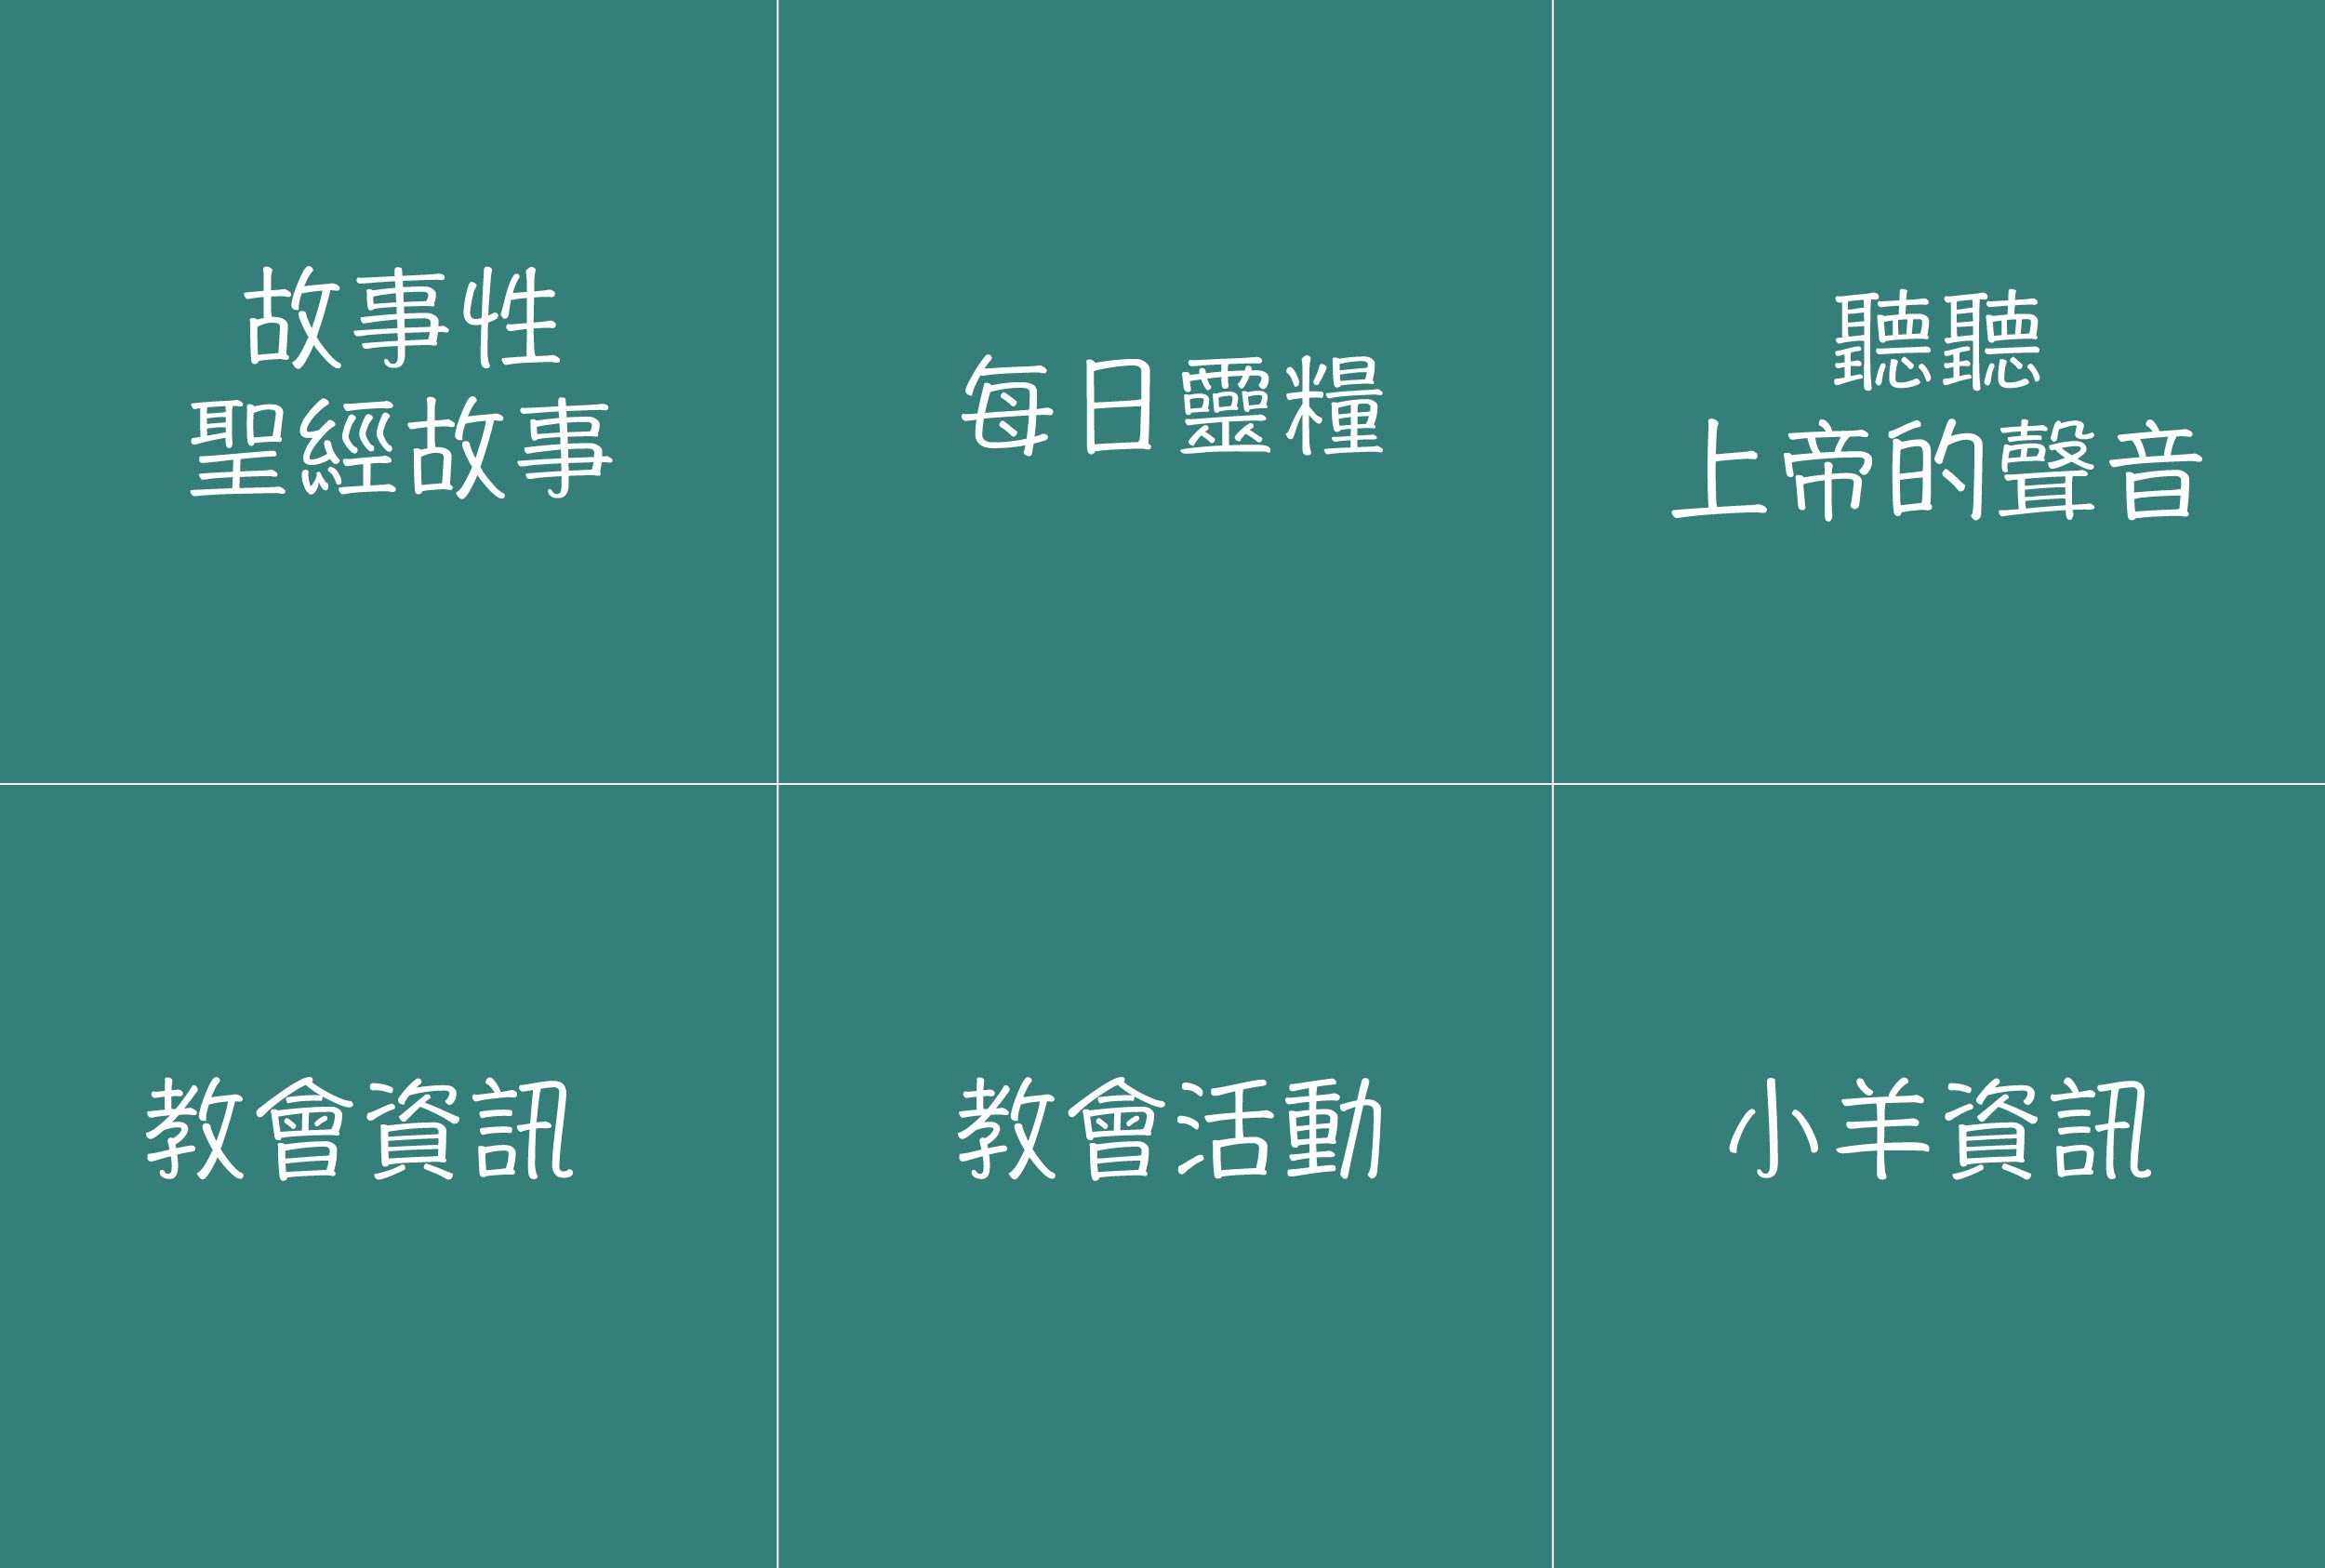 故事性
聖經故事
每日靈糧
聽聽
上帝的聲音
教會資訊
教會活動
小羊資訊